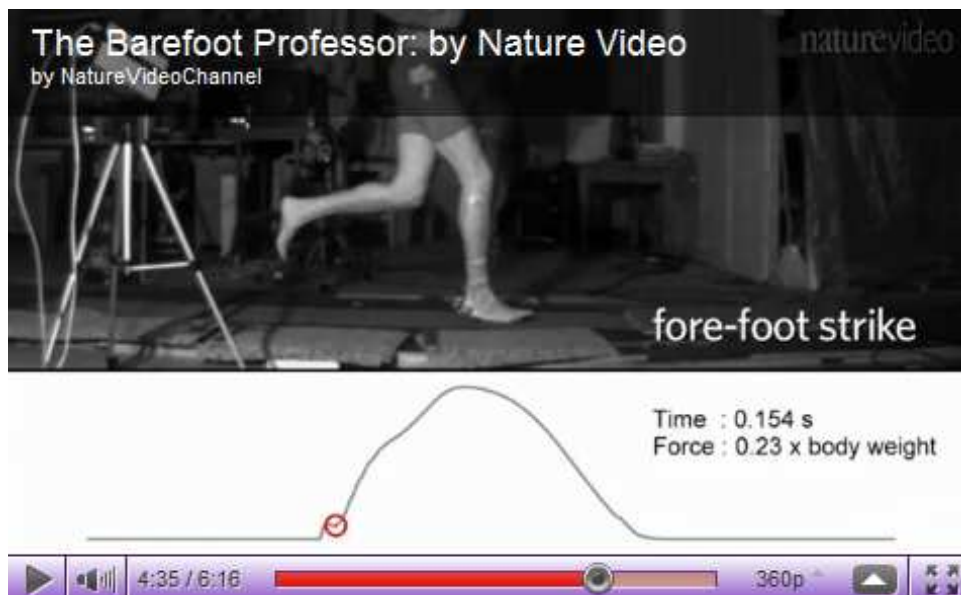 The Barefoot Professor: by Nature Video
naturevideo
by NatureVideoChannel
fore-foot strike
Time : 0.154 s
Force : 0.23 x body weight
4:35 / 6:16
360p